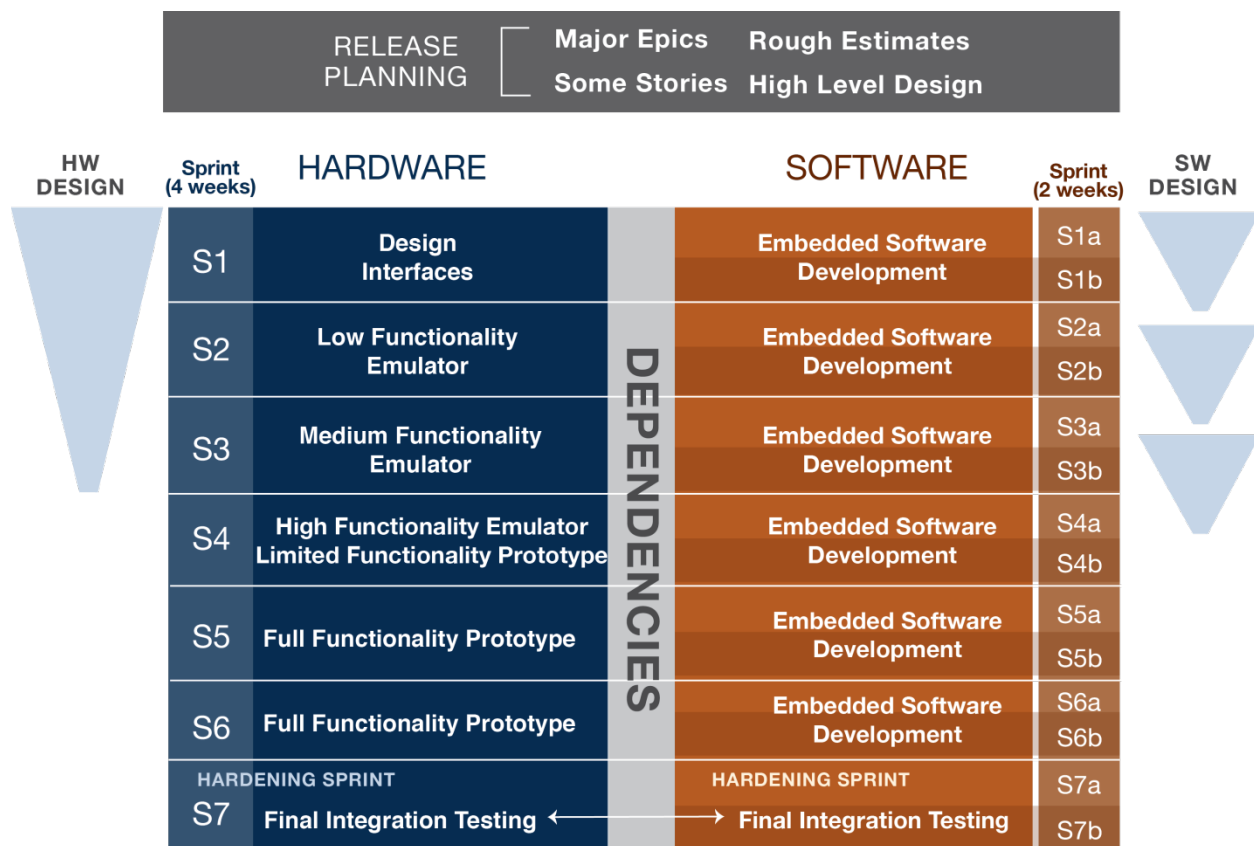 RELEASE
PLANNING
Major Epics
Rough Estimates
Some Stories
High Level Design
HW
DESIGN
Sprint
(4 weeks)
HARDWARE
SOFTWARE
Sprint
(2 weeks)
SW
DESIGN
S1
Design
Interfaces
Embedded Software
Development
S1a
S1b
S2
Low Functionality
Emulator
Embedded Software
Development
S2a
S2b
S3
Medium Functionality
Emulator
Embedded Software
Development
S3a
S3b
S4
High Functionality Emulator
Limited Functionality Prototype
Embedded Software
Development
S4a
S4b
S5
Full Functionality Prototype
Embedded Software
Development
S5a
S5b
S6
Full Functionality Prototype
Embedded Software
Development
S6a
S6b
HARDENING SPRINT
S7
Final Integration Testing
HARDENING SPRINT
Final Integration Testing
S7a
S7b
DEPENDENCIES